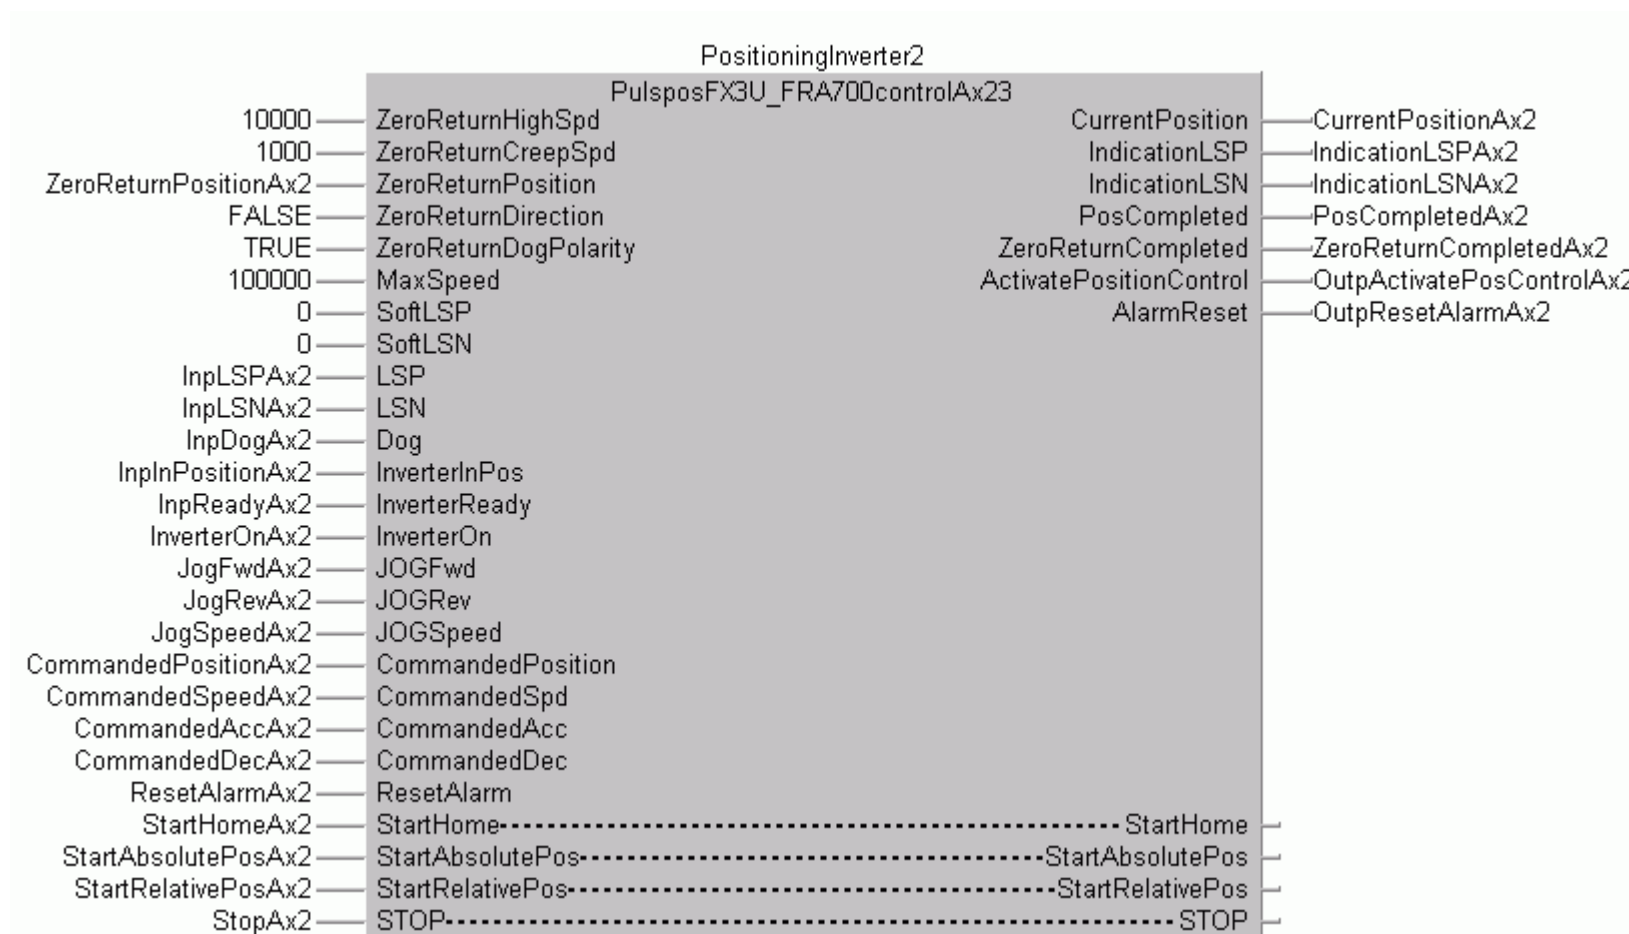 PositioningInverter2
PulsposFX3U_FRA700controlAx23
10000 ZeroReturnHighSpd CurrentPosition CurrentPositionAx2
1000 ZeroReturnCreepSpd IndicationLSP IndicationLSPAx2
ZeroReturnPositionAx2 ZeroReturnPosition IndicationLSN IndicationLSNAx2
FALSE ZeroReturnDirection PosCompleted PosCompletedAx2
TRUE ZeroReturnDogPolarity ZeroReturnCompleted ZeroReturnCompletedAx2
100000 MaxSpeed ActivatePositionControl OutpActivatePosControlAx2
0 SoftLSP AlarmReset OutpResetAlarmAx2
0 SoftLSN
InpLSPAx2 LSP
InpLSNAx2 LSN
InpDogAx2 Dog
InpInPositionAx2 InverterInPos
InpReadyAx2 InverterReady
InverterOnAx2 InverterOn
JogFwdAx2 JOGFwd
JogRevAx2 JOGRev
JogSpeedAx2 JOGSpeed
CommandedPositionAx2 CommandedPosition
CommandedSpeedAx2 CommandedSpd
CommandedAccAx2 CommandedAcc
CommandedDecAx2 CommandedDec
ResetAlarmAx2 ResetAlarm
StartHomeAx2 StartHome StartHome
StartAbsolutePosAx2 StartAbsolutePos StartAbsolutePos
StartRelativePosAx2 StartRelativePos StartRelativePos
StopAx2 STOP STOP